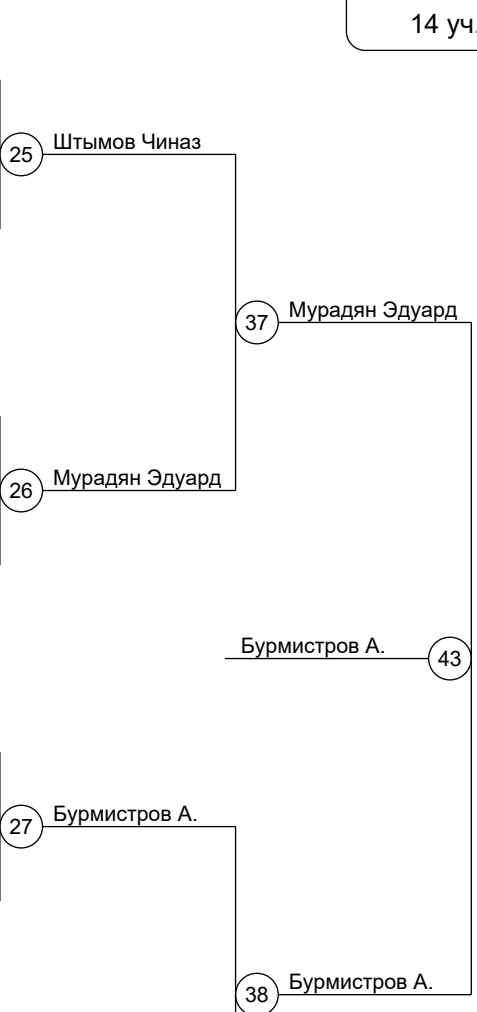 14 уч.
25
Штымов Чиназ
37
Мурадян Эдуард
26
Мурадян Эдуард
Бурмистров А.
43
27
Бурмистров А.
38
Бурмистров А.